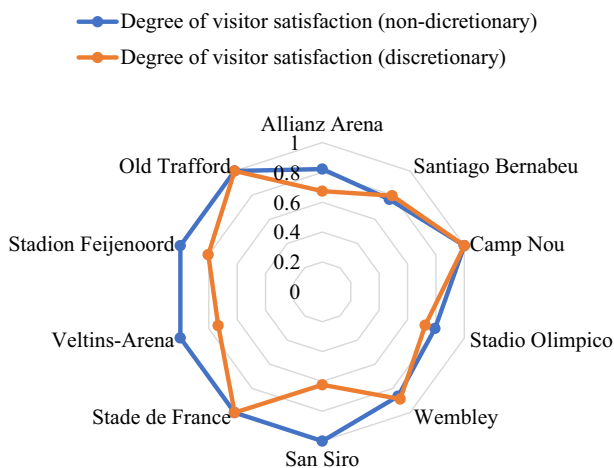 Degree of visitor satisfaction (non-dicretionary)
Degree of visitor satisfaction (discretionary)
Allianz Arena
1
Old Trafford
0.8
Santiago Bernabeu
0.6
Stadion Feijenoord
0.4
Camp Nou
0.2
0
Veltins-Arena
Stadio Olimpico
Stade de France
Wembley
San Siro